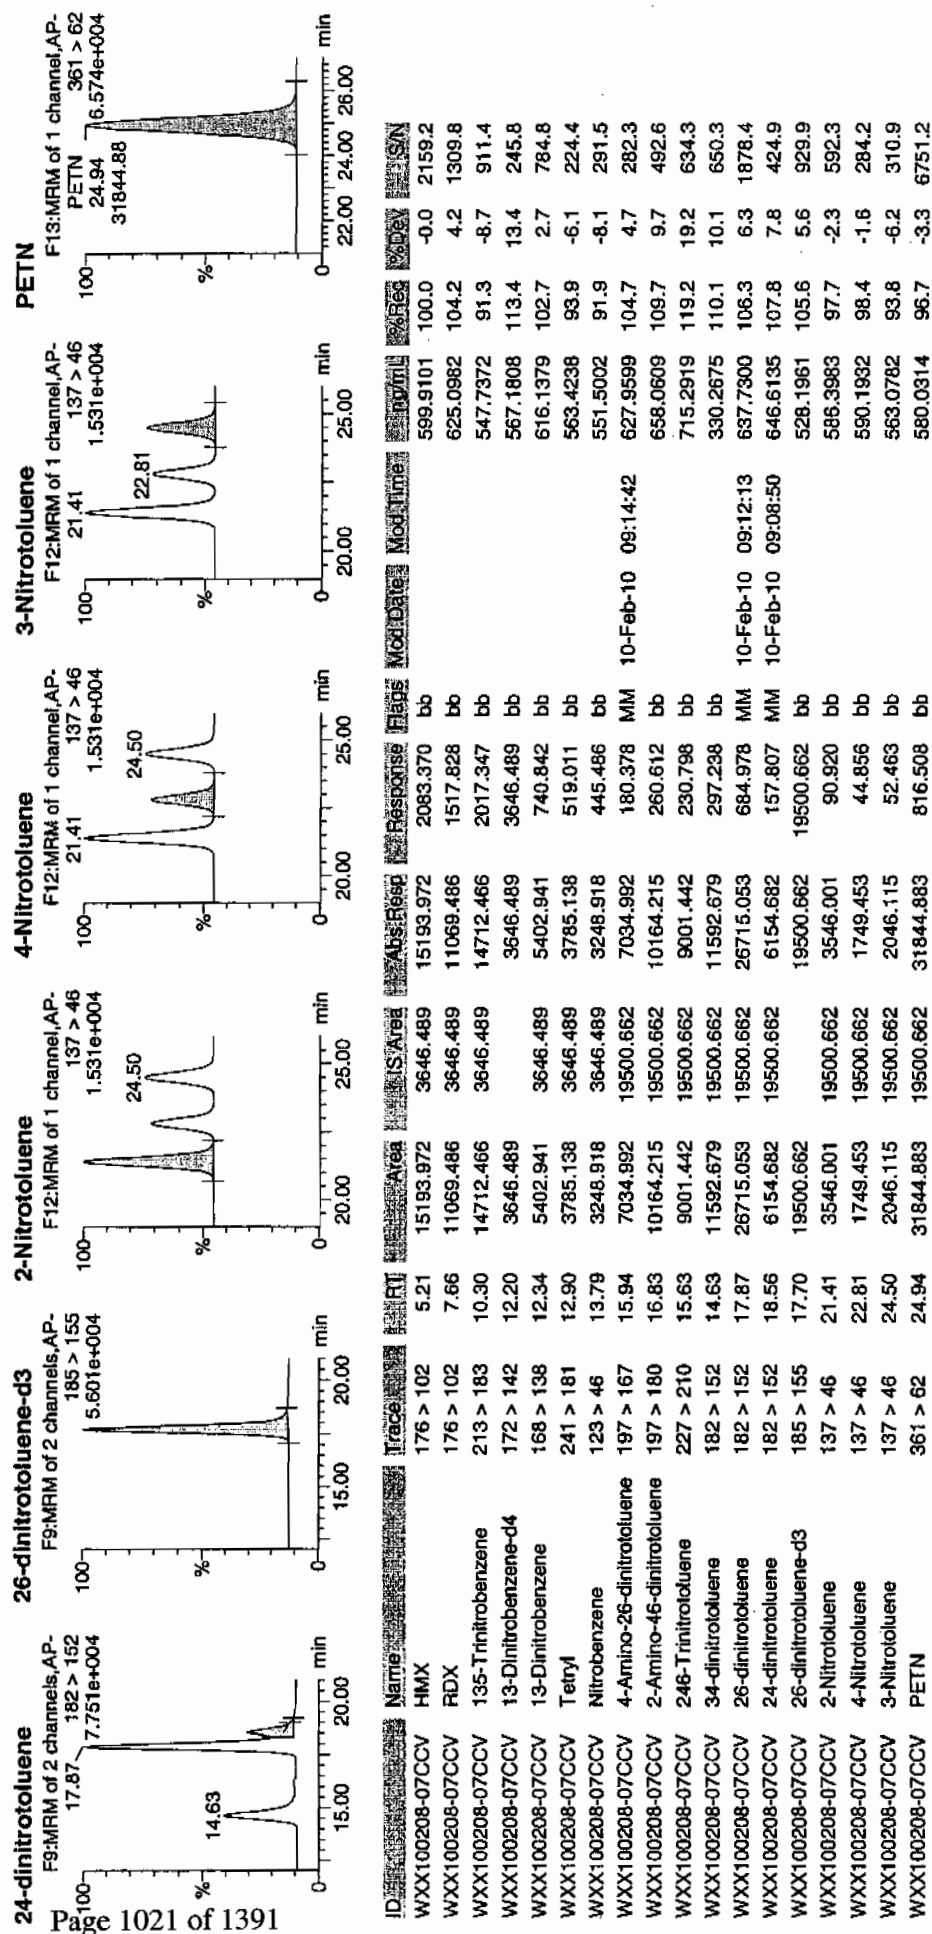 24-dinitrotoluene
F9:MRM of 2 channels,AP-
182 > 152
7.751e+004
17.87
14.63
100
%
0
15.00 20.00 min
26-dinitrotoluene-d3
F9:MRM of 2 channels,AP-
185 > 155
5.601e+004
100
%
0
15.00 20.00 min
2-Nitrotoluene
F12:MRM of 1 channel,AP-
137 > 46
1.531e+004
24.50
100
%
0
20.00 25.00 min
4-Nitrotoluene
F12:MRM of 1 channel,AP-
137 > 46
1.531e+004
21.41
24.50
100
%
0
20.00 25.00 min
3-Nitrotoluene
F12:MRM of 1 channel,AP-
137 > 46
1.531e+004
21.41
22.81
100
%
0
20.00 25.00 min
PETN
F13:MRM of 1 channel,AP-
361 > 62
6.574e+004
PETN
24.94
31844.88
100
%
0
22.00 24.00 26.00 min
ID Name Trace RT Area IS Area Abs.Resp Response Flags Mod.Date Mod.Time ng/mL %Rec %Dev S/N
WXX100208-07CCV HMX 176 > 102 5.21 15193.972 3646.489 15193.972 2083.370 bb 599.9101 100.0 -0.0 2159.2
WXX100208-07CCV RDX 176 > 102 7.66 11069.486 3646.489 11069.486 1517.828 bb 625.0982 104.2 4.2 1309.8
WXX100208-07CCV 135-Trinitrobenzene 213 > 183 10.30 14712.466 3646.489 14712.466 2017.347 bb 547.7372 91.3 -8.7 911.4
WXX100208-07CCV 13-Dinitrobenzene-d4 172 > 142 12.20 3646.489 3646.489 3646.489 bb 567.1808 113.4 13.4 245.8
WXX100208-07CCV 13-Dinitrobenzene 168 > 138 12.34 5402.941 3646.489 5402.941 740.842 bb 616.1379 102.7 2.7 784.8
WXX100208-07CCV Tetryl 241 > 181 12.90 3785.138 3646.489 3785.138 519.011 bb 563.4238 93.9 -6.1 224.4
WXX100208-07CCV Nitrobenzene 123 > 46 13.79 3248.918 3646.489 3248.918 445.486 bb 551.5002 91.9 -8.1 291.5
WXX100208-07CCV 4-Amino-26-dinitrotoluene 197 > 167 15.94 7034.992 19500.662 7034.992 180.378 MM 10-Feb-10 09:14:42 627.9599 104.7 4.7 282.3
WXX100208-07CCV 2-Amino-46-dinitrotoluene 197 > 180 16.83 10164.215 19500.662 10164.215 260.612 bb 658.0609 109.7 9.7 492.6
WXX100208-07CCV 246-Trinitrotoluene 227 > 210 15.63 9001.442 19500.662 9001.442 230.798 bb 715.2919 119.2 19.2 634.3
WXX100208-07CCV 34-dinitrotoluene 182 > 152 14.63 11592.679 19500.662 11592.679 297.238 bb 330.2675 110.1 10.1 650.3
WXX100208-07CCV 26-dinitrotoluene 182 > 152 17.87 26715.053 19500.662 26715.053 684.978 MM 10-Feb-10 09:12:13 637.7300 106.3 6.3 1878.4
WXX100208-07CCV 24-dinitrotoluene 182 > 152 18.56 6154.682 19500.662 6154.682 157.807 MM 10-Feb-10 09:08:50 646.6135 107.8 7.8 424.9
WXX100208-07CCV 26-dinitrotoluene-d3 185 > 155 17.70 19500.662 19500.662 19500.662 bb 528.1961 105.6 5.6 929.9
WXX100208-07CCV 2-Nitrotoluene 137 > 46 21.41 3546.001 19500.662 3546.001 90.920 bb 586.3983 97.7 -2.3 592.3
WXX100208-07CCV 4-Nitrotoluene 137 > 46 22.81 1749.453 19500.662 1749.453 44.856 bb 590.1932 98.4 -1.6 284.2
WXX100208-07CCV 3-Nitrotoluene 137 > 46 24.50 2046.115 19500.662 2046.115 52.463 bb 563.0782 93.8 -6.2 310.9
WXX100208-07CCV PETN 361 > 62 24.94 31844.883 19500.662 31844.883 816.508 bb 580.0314 96.7 -3.3 6751.2
Page 1021 of 1391